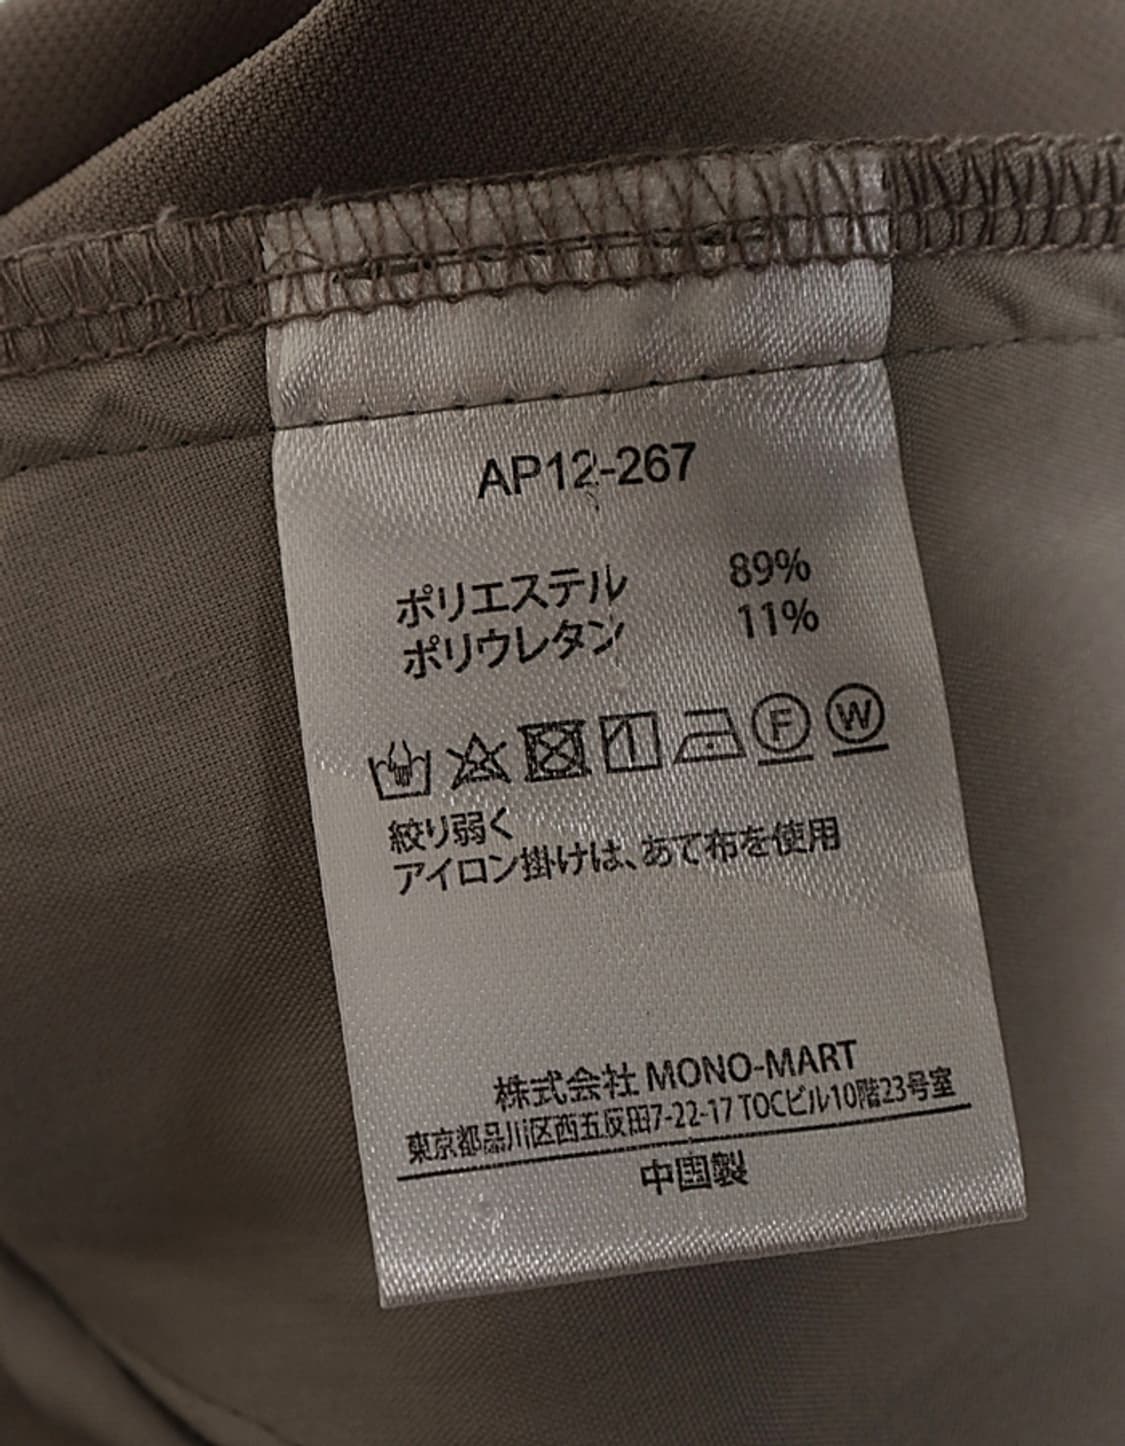 AP12-267
ポリエステル 89%
ポリウレタン 11%
F W
絞り弱く
アイロン掛けは、あて布を使用
株式会社 MONO-MART
東京都品川区西五反田7-22-17 TOCビル10階23号室
中国製